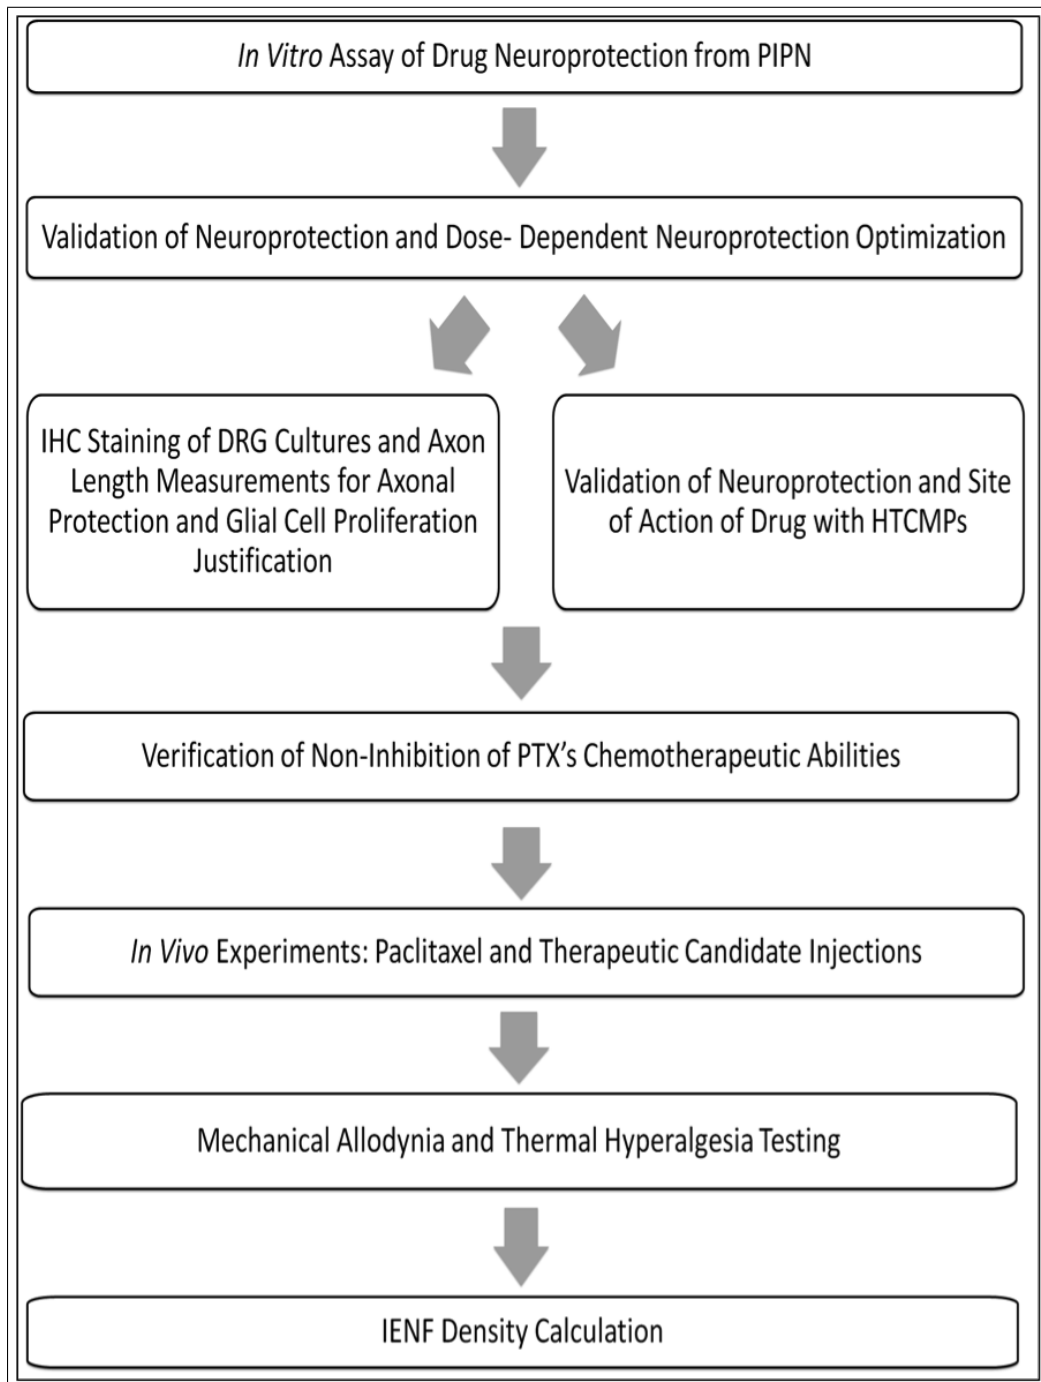 In Vitro Assay of Drug Neuroprotection from PIPN
Validation of Neuroprotection and Dose- Dependent Neuroprotection Optimization
IHC Staining of DRG Cultures and Axon
Length Measurements for Axonal
Protection and Glial Cell Proliferation
Justification
Validation of Neuroprotection and Site
of Action of Drug with HTCMPs
Verification of Non-Inhibition of PTX’s Chemotherapeutic Abilities
In Vivo Experiments: Paclitaxel and Therapeutic Candidate Injections
Mechanical Allodynia and Thermal Hyperalgesia Testing
IENF Density Calculation